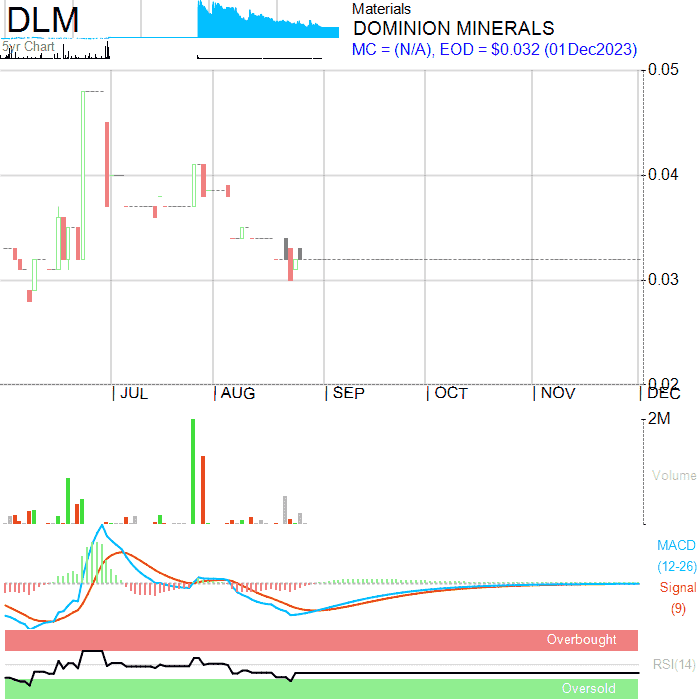 DLM
5yr Chart
Materials
DOMINION MINERALS
MC = (N/A), EOD = $0.032 (01Dec2023)
0.05
0.04
0.03
0.02
| JUL | AUG | SEP | OCT | NOV | DEC
2M
Volume
MACD
(12-26)
Signal
(9)
Overbought
RSI(14)
Oversold